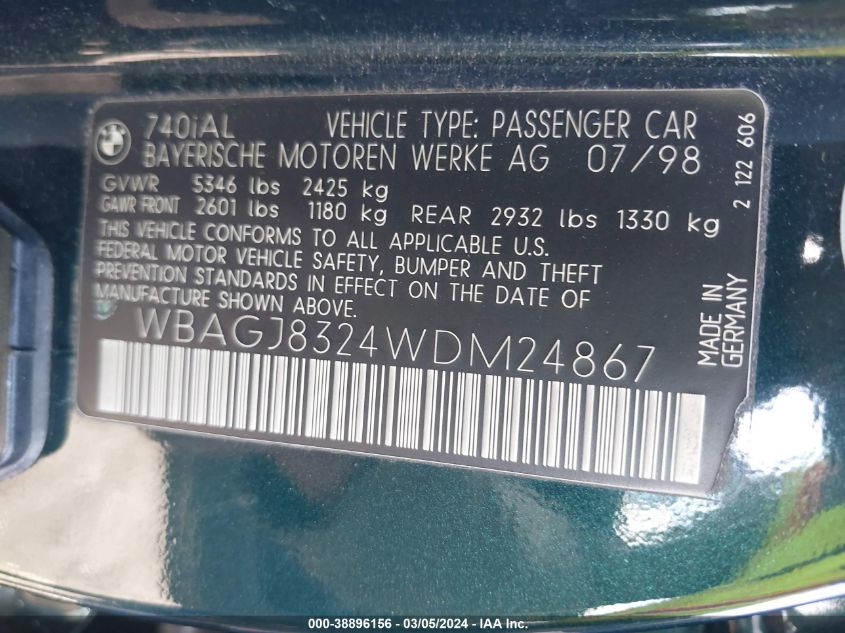 740iAL VEHICLE TYPE: PASSENGER CAR
BAYERISCHE MOTOREN WERKE AG 07/98
GVWR 5346 lbs 2425 kg
GAWR FRONT 2601 lbs 1180 kg REAR 2932 lbs 1330 kg
THIS VEHICLE CONFORMS TO ALL APPLICABLE U.S.
FEDERAL MOTOR VEHICLE SAFETY, BUMPER AND THEFT
PREVENTION STANDARDS IN EFFECT ON THE DATE OF
MANUFACTURE SHOWN ABOVE.
WBAGJ8324WDM24867
2 122 606
MADE IN
GERMANY
000-38896156 - 03/05/2024 - IAA Inc.